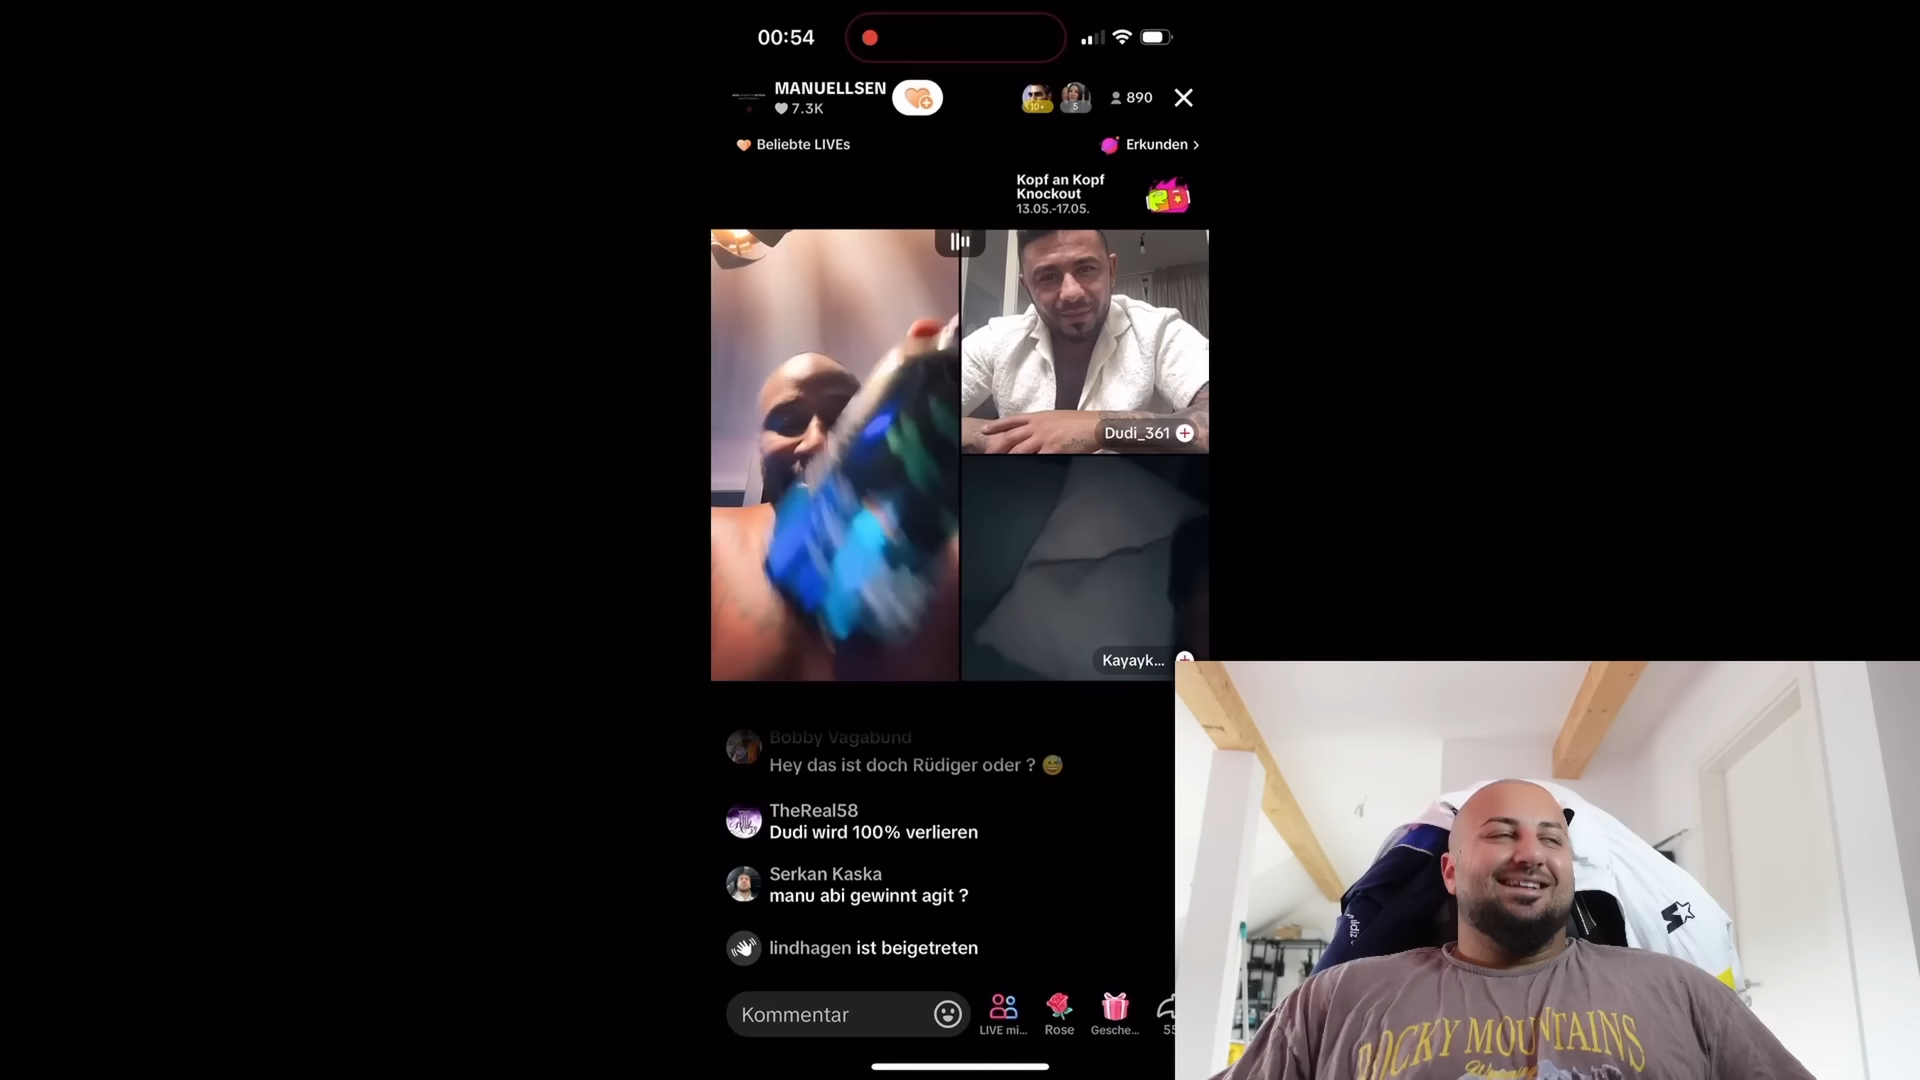 00:54
MANUELLSEN
7.3K
10+
5
890
Beliebte LIVEs
Erkunden >
Kopf an Kopf
Knockout
13.05.-17.05.
Dudi_361
Kayayk...
Bobby Vagabund
Hey das ist doch Rüdiger oder ? 😅
TheReal58
Dudi wird 100% verlieren
Serkan Kaska
manu abi gewinnt agit ?
lindhagen ist beigetreten
Kommentar
LIVE mi...
Rose
Gesche...
ROCKY MOUNTAINS